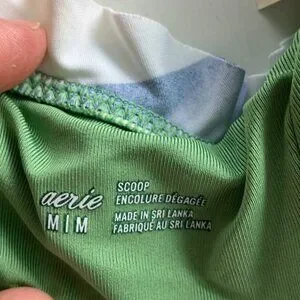 aerie
M | M
SCOOP
ENCOLURE DÉGAGÉE
MADE IN SRI LANKA
FABRIQUÉ AU SRI LANKA